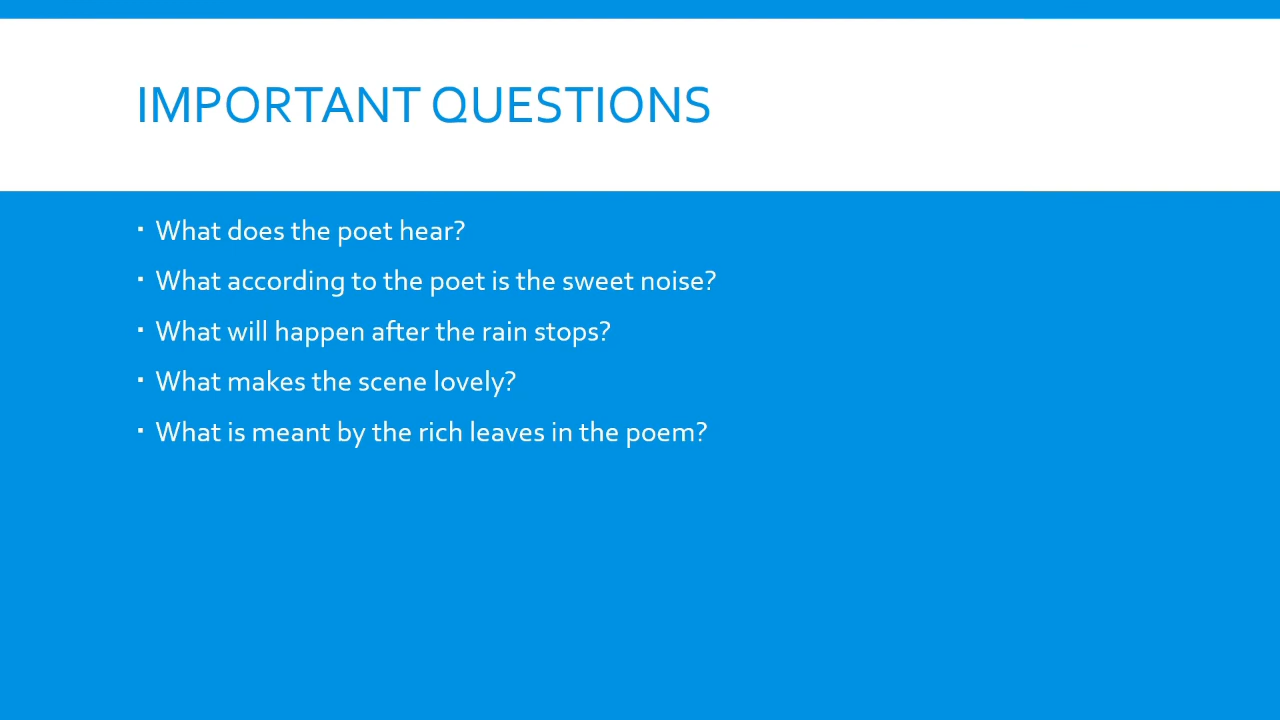 IMPORTANT QUESTIONS
▪ What does the poet hear?
▪ What according to the poet is the sweet noise?
▪ What will happen after the rain stops?
▪ What makes the scene lovely?
▪ What is meant by the rich leaves in the poem?